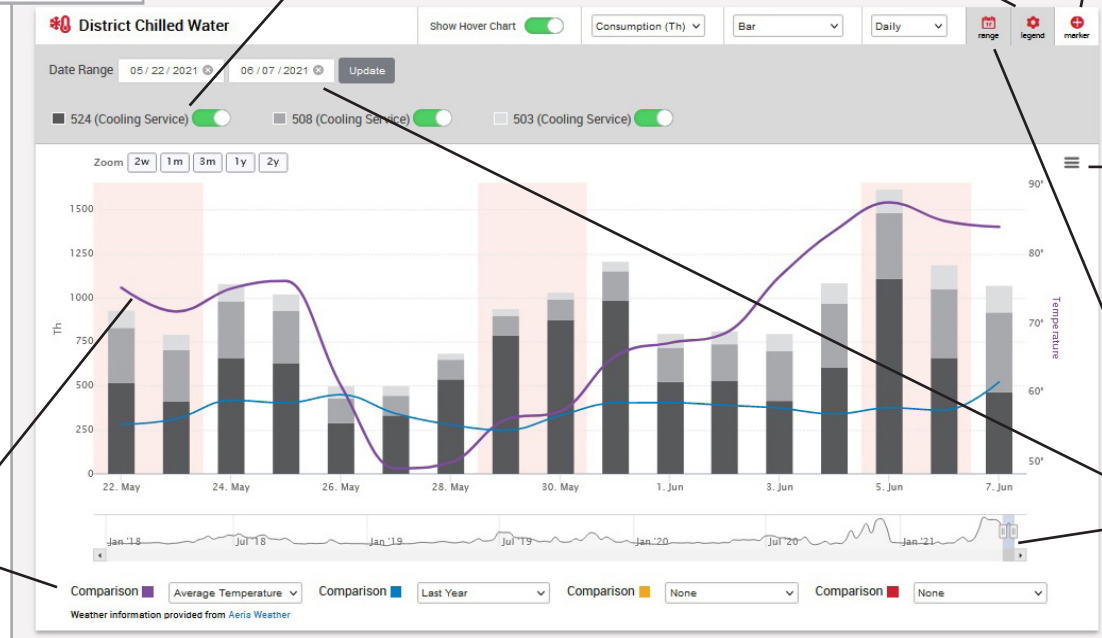 District Chilled Water
Show Hover Chart
Consumption (Th)
Bar
Daily
range
legend
marker
Date Range 05 / 22 / 2021 06 / 07 / 2021 Update
524 (Cooling Service) 508 (Cooling Service) 503 (Cooling Service)
Zoom 2w 1m 3m 1y 2y
1500
1250
1000
750
500
250
0
Th
90°
80°
70°
60°
50°
Temperature
22. May 24. May 26. May 28. May 30. May 1. Jun 3. Jun 5. Jun 7. Jun
Jan '18 Jul '18 Jan '19 Jul '19 Jan '20 Jul '20 Jan '21
Comparison Average Temperature Comparison Last Year Comparison None Comparison None
Weather information provided from Aeris Weather